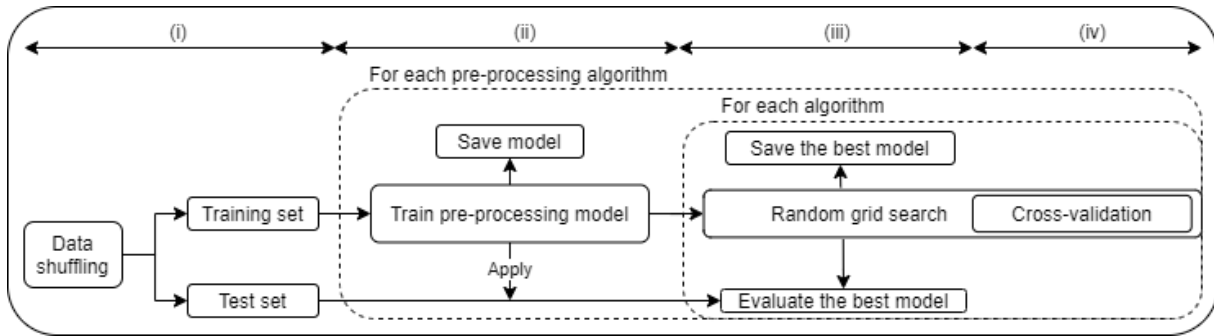 (i)
(ii)
(iii)
(iv)
For each pre-processing algorithm
For each algorithm
Save model
Save the best model
Training set
Train pre-processing model
Random grid search
Cross-validation
Data
shuffling
Apply
Test set
Evaluate the best model